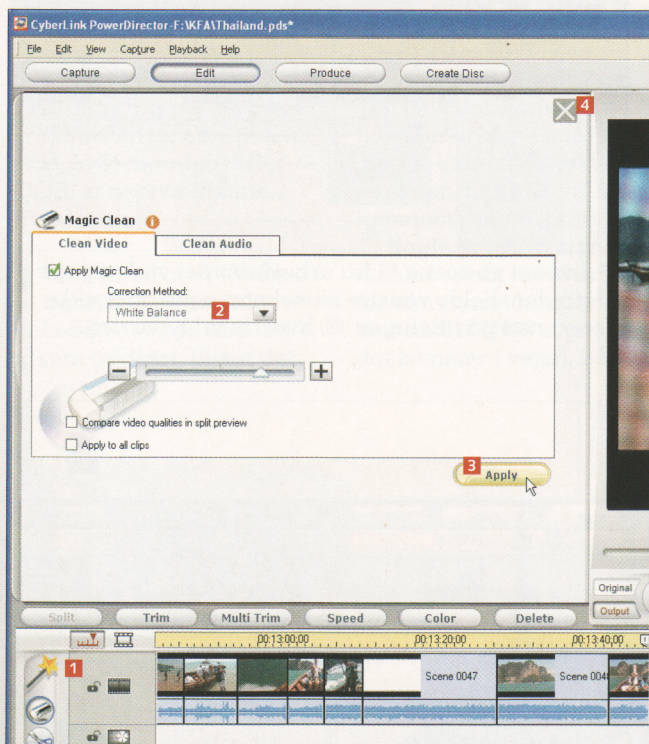 CyberLink PowerDirector-F:\KFA\Thailand.pds*
File Edit View Capture Playback Help
Capture Edit Produce Create Disc
4
Magic Clean i
Clean Video Clean Audio
Apply Magic Clean
Correction Method:
White Balance 2
Compare video qualities in split preview
Apply to all clips
3 Apply
Original
Output
Split Trim Multi Trim Speed Color Delete
00:13:00;00 00:13:20;00 00:13:40;00
1
Scene 0047 Scene 004